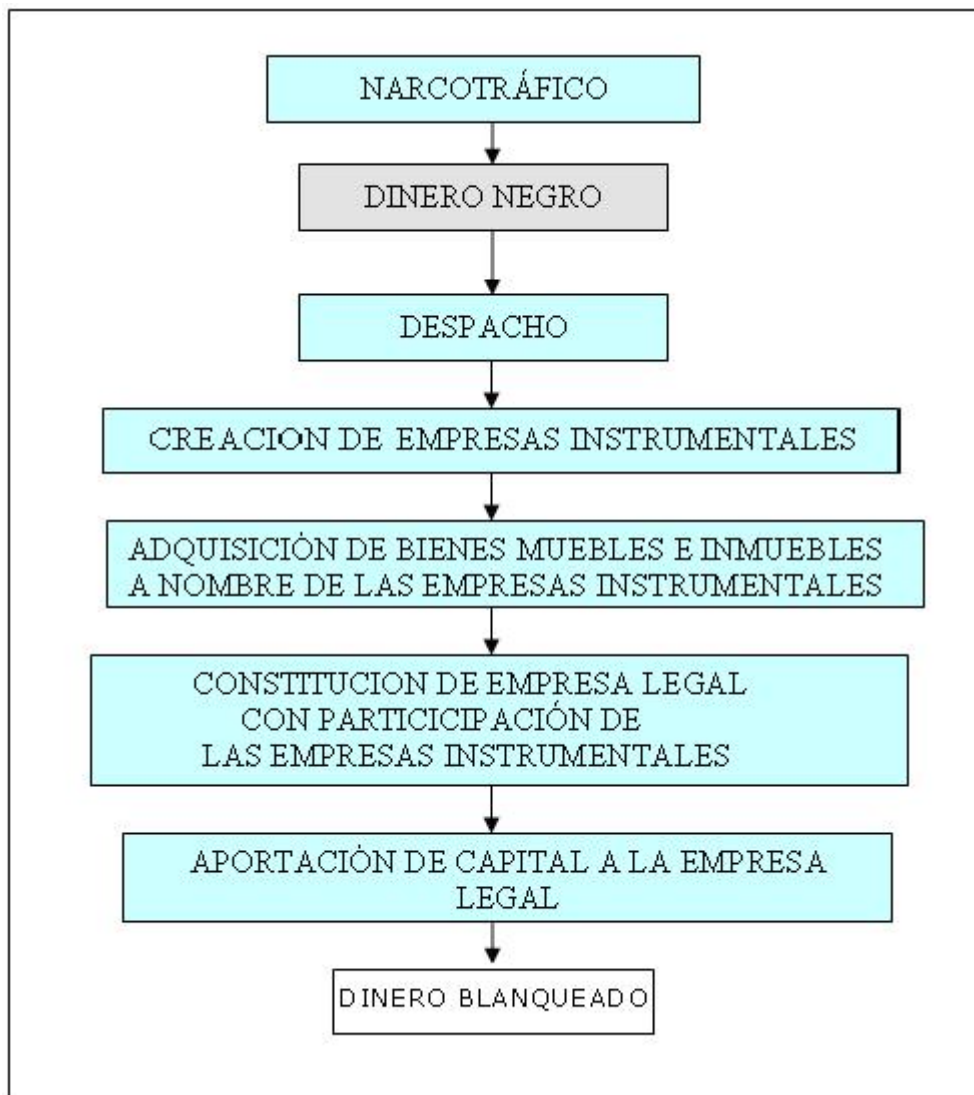 NARCOTRÁFICO
DINERO NEGRO
DESPACHO
CREACION DE EMPRESAS INSTRUMENTALES
ADQUISICIÓN DE BIENES MUEBLES E INMUEBLES
A NOMBRE DE LAS EMPRESAS INSTRUMENTALES
CONSTITUCION DE EMPRESA LEGAL
CON PARTICICIPACIÓN DE
LAS EMPRESAS INSTRUMENTALES
APORTACIÓN DE CAPITAL A LA EMPRESA
LEGAL
DINERO BLANQUEADO